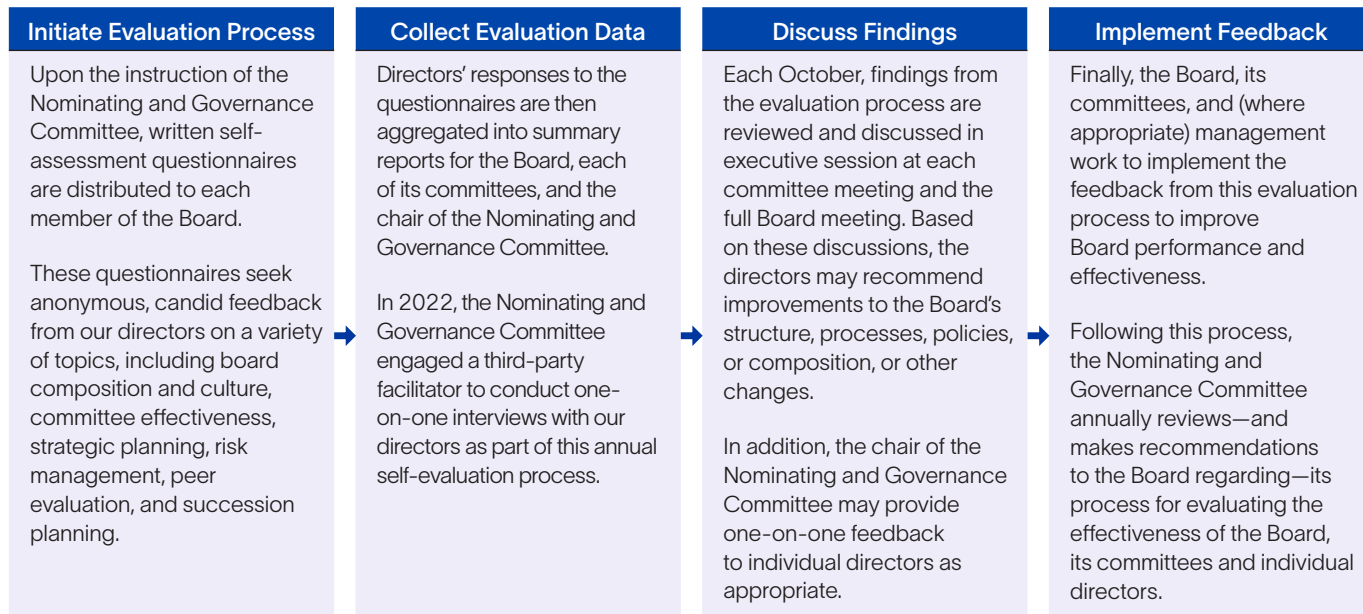 Initiate Evaluation Process
Upon the instruction of the
Nominating and Governance
Committee, written self-
assessment questionnaires
are distributed to each
member of the Board.
These questionnaires seek
anonymous, candid feedback
from our directors on a variety
of topics, including board
composition and culture,
committee effectiveness,
strategic planning, risk
management, peer
evaluation, and succession
planning.
Collect Evaluation Data
Directors’ responses to the
questionnaires are then
aggregated into summary
reports for the Board, each
of its committees, and the
chair of the Nominating and
Governance Committee.
In 2022, the Nominating and
Governance Committee
engaged a third-party
facilitator to conduct one-
on-one interviews with our
directors as part of this annual
self-evaluation process.
Discuss Findings
Each October, findings from
the evaluation process are
reviewed and discussed in
executive session at each
committee meeting and the
full Board meeting. Based
on these discussions, the
directors may recommend
improvements to the Board’s
structure, processes, policies,
or composition, or other
changes.
In addition, the chair of the
Nominating and Governance
Committee may provide
one-on-one feedback
to individual directors as
appropriate.
Implement Feedback
Finally, the Board, its
committees, and (where
appropriate) management
work to implement the
feedback from this evaluation
process to improve
Board performance and
effectiveness.
Following this process,
the Nominating and
Governance Committee
annually reviews—and
makes recommendations
to the Board regarding—its
process for evaluating the
effectiveness of the Board,
its committees and individual
directors.